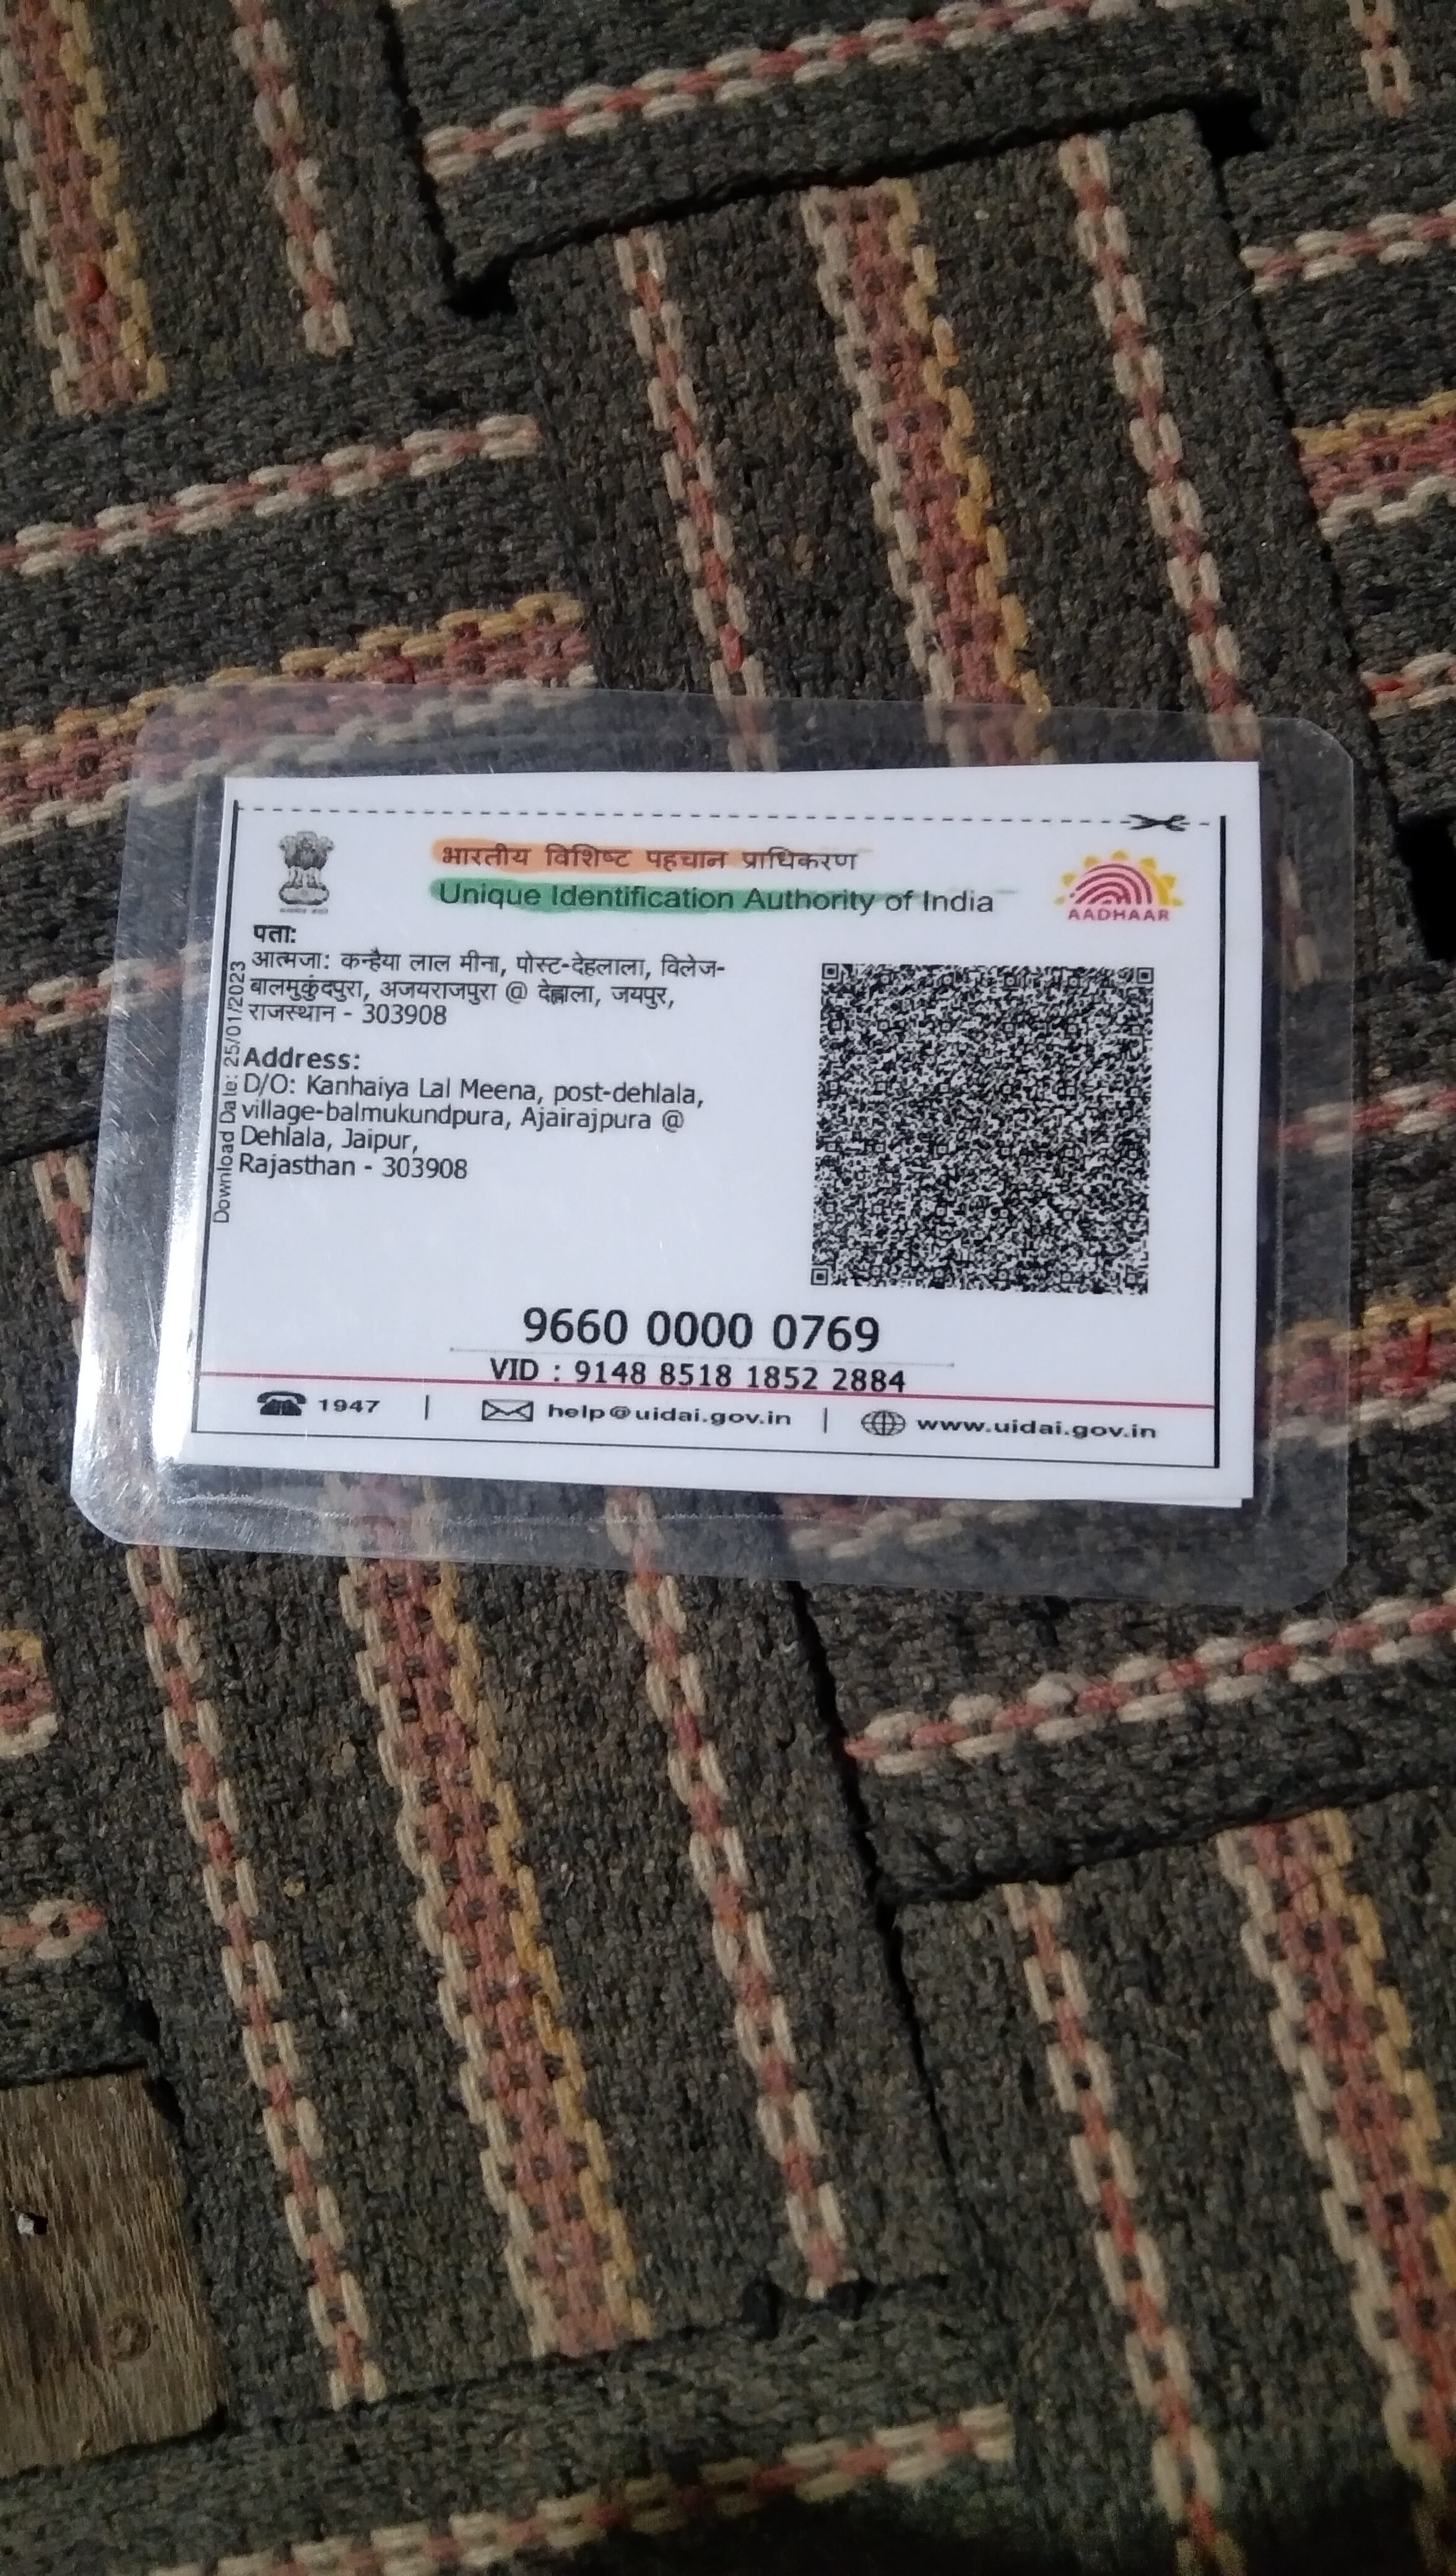 भारतीय विशिष्ट पहचान प्राधिकरण
Unique Identification Authority of India
AADHAAR
पता:
आत्मजा: कन्हैया लाल मीना, पोस्ट-देहलाला, विलेज-
बालमुकुंदपुरा, अजयराजपुरा @ देह्लाला, जयपुर,
राजस्थान - 303908
Address:
D/O: Kanhaiya Lal Meena, post-dehlala,
village-balmukundpura, Ajairajpura @
Dehlala, Jaipur,
Rajasthan - 303908
Download Date: 25/01/2023
9660 0000 0769
VID : 9148 8518 1852 2884
1947 | help@uidai.gov.in | www.uidai.gov.in